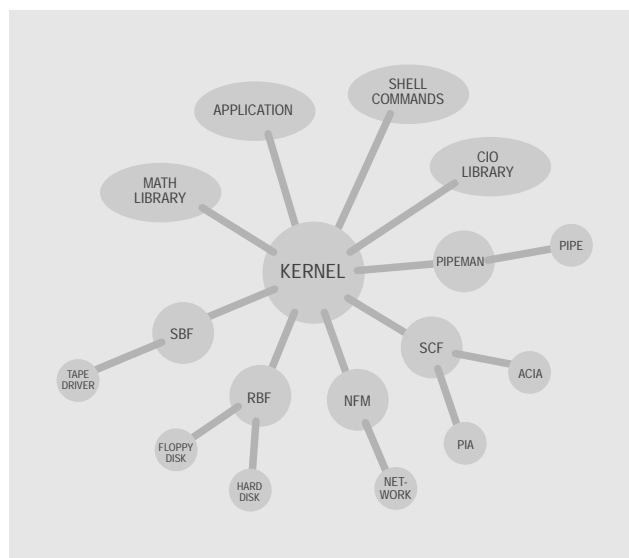 SHELL
COMMANDS
APPLICATION
CIO
LIBRARY
MATH
LIBRARY
PIPE
PIPEMAN
KERNEL
SBF
SCF
TAPE
DRIVER
ACIA
RBF
NFM
PIA
FLOPPY
DISK
HARD
DISK
NET-
WORK